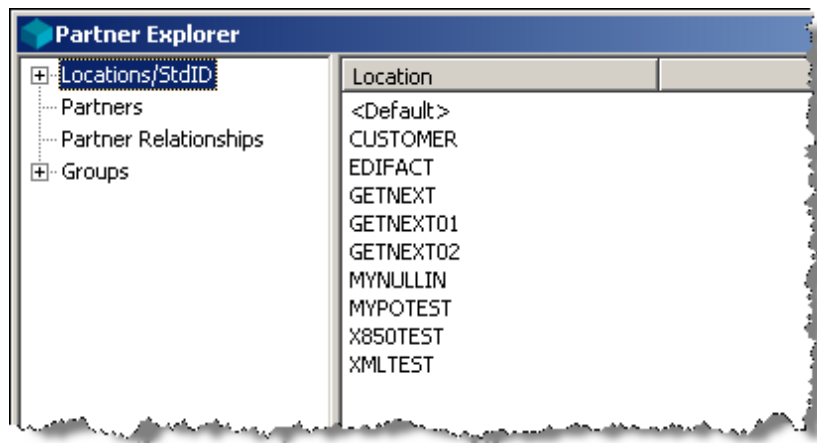 Partner Explorer
Locations/StdID
Partners
Partner Relationships
Groups
Location
<Default>
CUSTOMER
EDIFACT
GETNEXT
GETNEXT01
GETNEXT02
MYNULLIN
MYPOTEST
X850TEST
XMLTEST